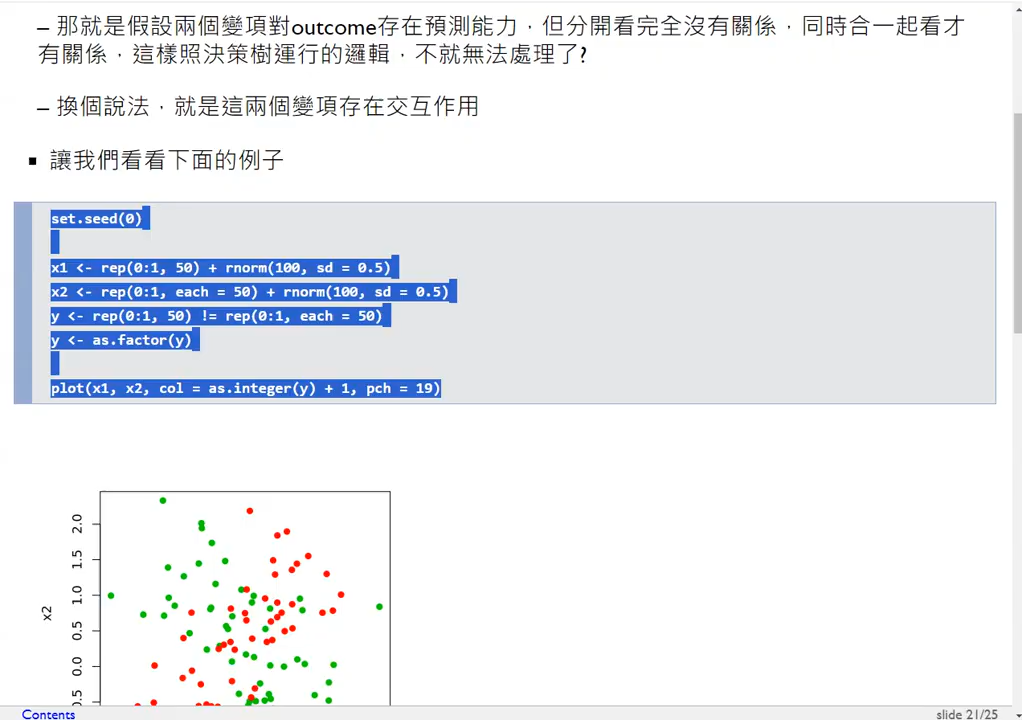 – 那就是假設兩個變項對outcome存在預測能力，但分開看完全沒有關係，同時合一起看才
有關係，這樣照決策樹運行的邏輯，不就無法處理了?
– 換個說法，就是這兩個變項存在交互作用
▪ 讓我們看看下面的例子
set.seed(0)
x1 <- rep(0:1, 50) + rnorm(100, sd = 0.5)
x2 <- rep(0:1, each = 50) + rnorm(100, sd = 0.5)
y <- rep(0:1, 50) != rep(0:1, each = 50)
y <- as.factor(y)
plot(x1, x2, col = as.integer(y) + 1, pch = 19)
2.0
1.5
1.0
x2
0.5
0.0
Contents
slide 21/25